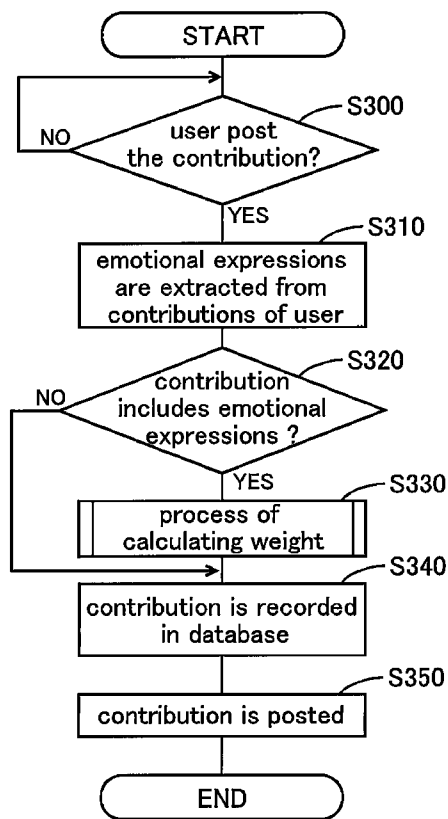 START
S300
user post
the contribution?
NO
YES
S310
emotional expressions
are extracted from
contributions of user
S320
NO
contribution
includes emotional
expressions ?
YES
S330
process of
calculating weight
S340
contribution is recorded
in database
S350
contribution is posted
END